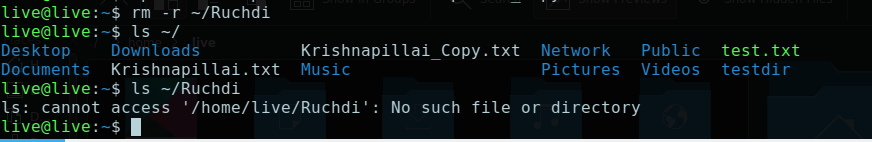 live@live:~$ rm -r ~/Ruchdi
live@live:~$ ls ~/
Desktop Downloads Krishnapillai_Copy.txt Network Public test.txt
Documents Krishnapillai.txt Music Pictures Videos testdir
live@live:~$ ls ~/Ruchdi
ls: cannot access '/home/live/Ruchdi': No such file or directory
live@live:~$